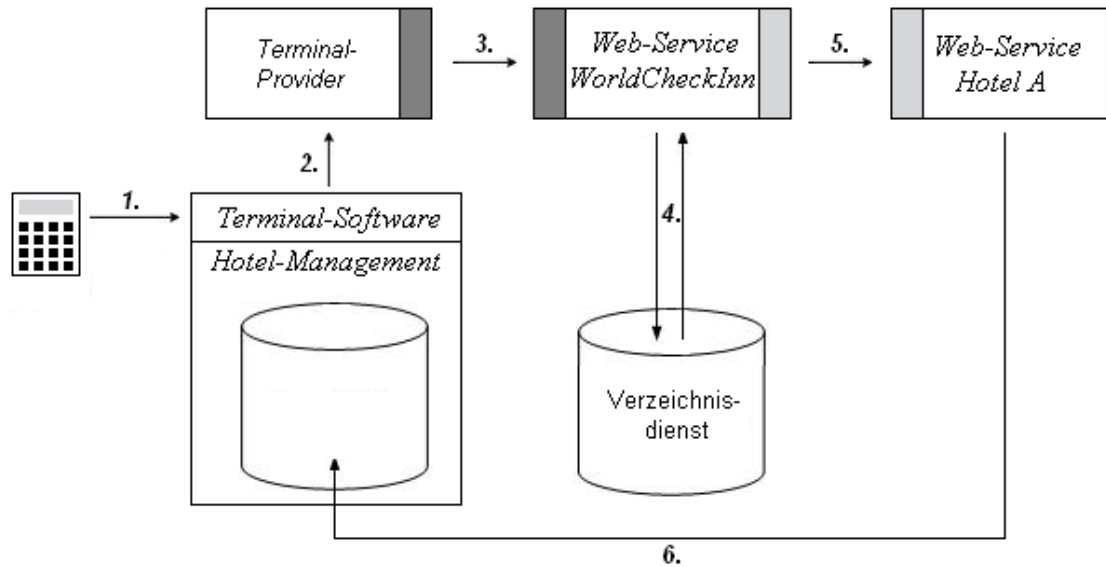 Terminal-
Provider
3.
Web-Service
WorldCheckInn
5.
Web-Service
Hotel A
2.
1.
Terminal-Software
Hotel-Management
4.
Verzeichnis-
dienst
6.